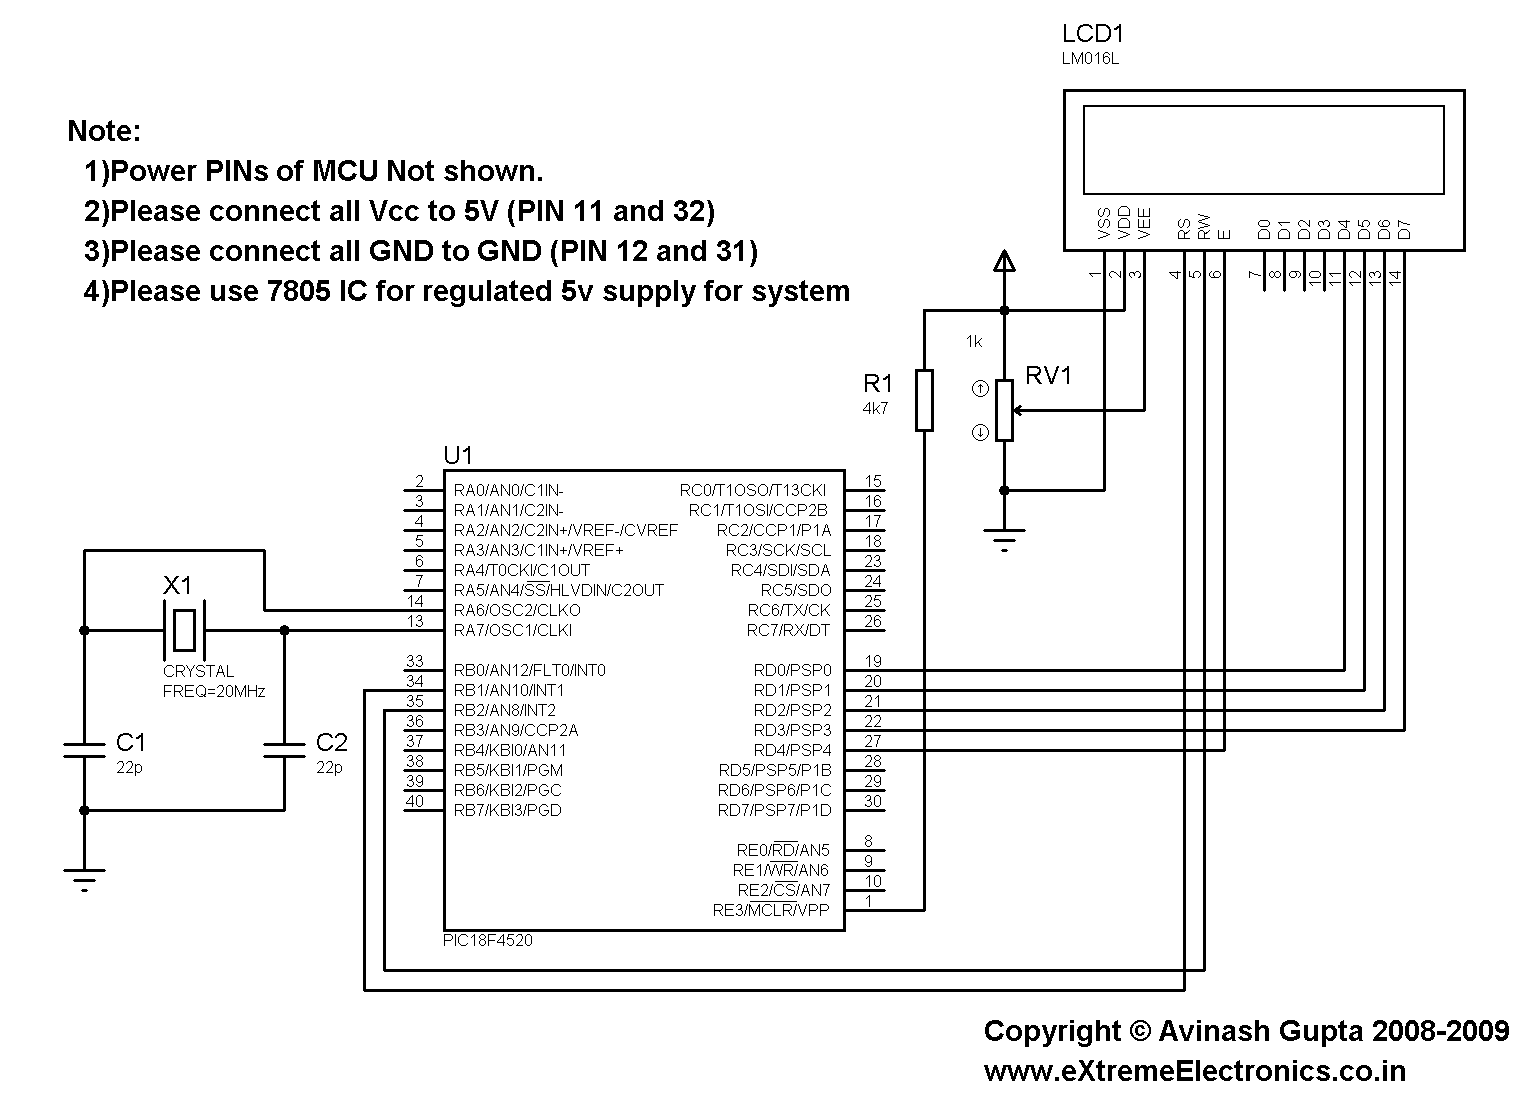 LCD1
LM016L
Note:
1)Power PINs of MCU Not shown.
2)Please connect all Vcc to 5V (PIN 11 and 32)
3)Please connect all GND to GND (PIN 12 and 31)
4)Please use 7805 IC for regulated 5v supply for system
VSS
VDD
VEE
RS
RW
E
D0
D1
D2
D3
D4
D5
D6
D7
1
2
3
4
5
6
7
8
9
10
11
12
13
14
1k
RV1
R1
4k7
U1
2 RA0/AN0/C1IN-
3 RA1/AN1/C2IN-
4 RA2/AN2/C2IN+/VREF-/CVREF
5 RA3/AN3/C1IN+/VREF+
6 RA4/T0CKI/C1OUT
7 RA5/AN4/SS/HLVDIN/C2OUT
14 RA6/OSC2/CLKO
13 RA7/OSC1/CLKI
33 RB0/AN12/FLT0/INT0
34 RB1/AN10/INT1
35 RB2/AN8/INT2
36 RB3/AN9/CCP2A
37 RB4/KBI0/AN11
38 RB5/KBI1/PGM
39 RB6/KBI2/PGC
40 RB7/KBI3/PGD
RC0/T1OSO/T13CKI 15
RC1/T1OSI/CCP2B 16
RC2/CCP1/P1A 17
RC3/SCK/SCL 18
RC4/SDI/SDA 23
RC5/SDO 24
RC6/TX/CK 25
RC7/RX/DT 26
RD0/PSP0 19
RD1/PSP1 20
RD2/PSP2 21
RD3/PSP3 22
RD4/PSP4 27
RD5/PSP5/P1B 28
RD6/PSP6/P1C 29
RD7/PSP7/P1D 30
RE0/RD/AN5 8
RE1/WR/AN6 9
RE2/CS/AN7 10
RE3/MCLR/VPP 1
PIC18F4520
X1
CRYSTAL
FREQ=20MHz
C1
22p
C2
22p
Copyright © Avinash Gupta 2008-2009
www.eXtremeElectronics.co.in